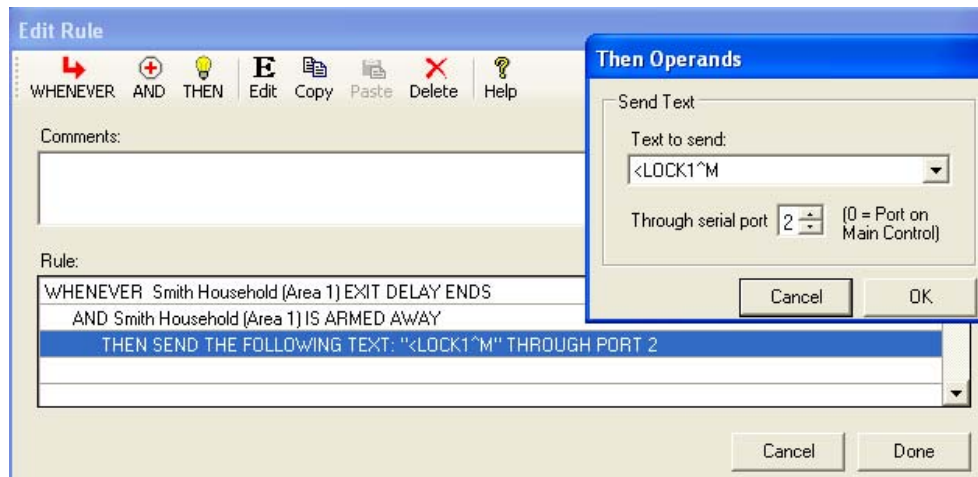 Edit Rule
WHENEVER AND THEN E Edit Copy Paste Delete ? Help
Comments:
Rule:
WHENEVER Smith Household (Area 1) EXIT DELAY ENDS
AND Smith Household (Area 1) IS ARMED AWAY
THEN SEND THE FOLLOWING TEXT: "<LOCK1^M" THROUGH PORT 2
Cancel Done
Then Operands
Send Text
Text to send:
<LOCK1^M
Through serial port 2 (0 = Port on
Main Control)
Cancel OK